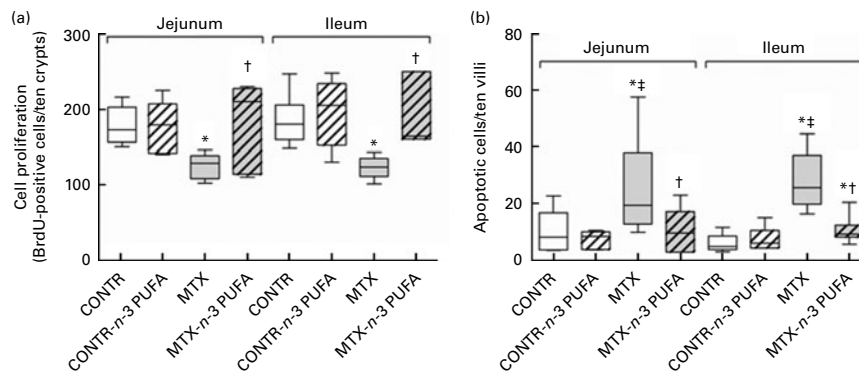 (a)
Jejunum
Ileum
Cell proliferation
(BrdU-positive cells/ten crypts)
300
200
100
0
*
†
*
†
CONTR
CONTR-n-3 PUFA
MTX
MTX-n-3 PUFA
CONTR
CONTR-n-3 PUFA
MTX
MTX-n-3 PUFA
(b)
Jejunum
Ileum
Apoptotic cells/ten villi
80
60
40
20
0
*‡
†
*‡
*†
CONTR
CONTR-n-3 PUFA
MTX
MTX-n-3 PUFA
CONTR
CONTR-n-3 PUFA
MTX
MTX-n-3 PUFA